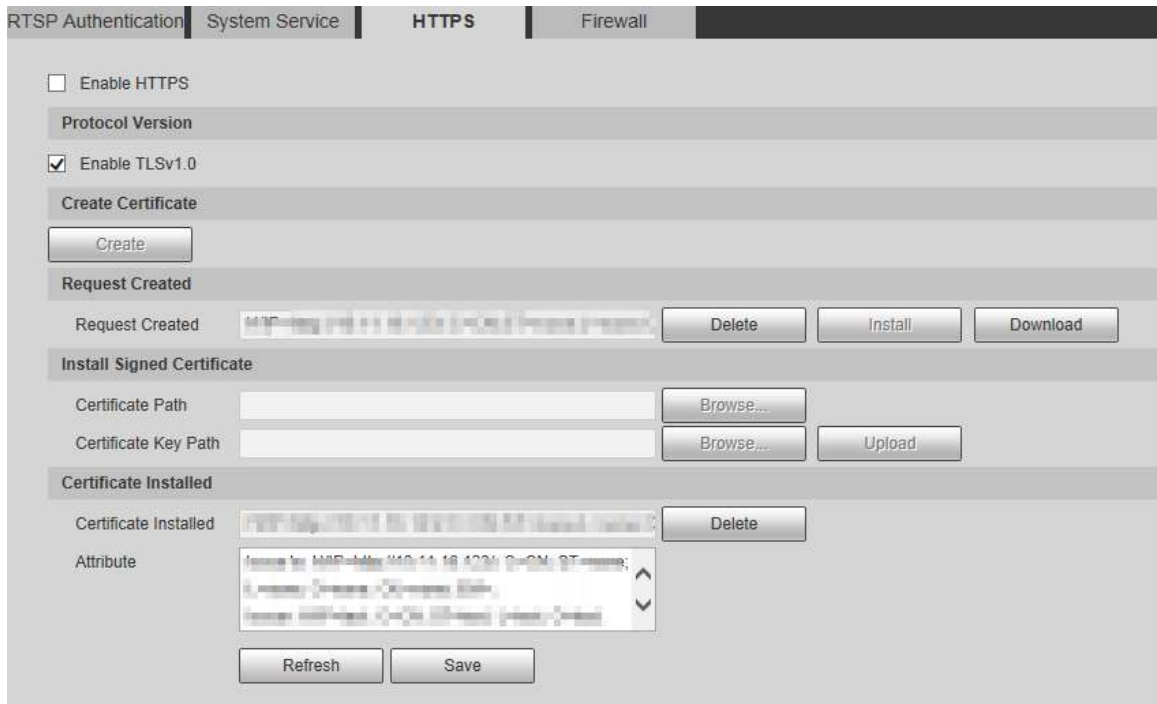 RTSP Authentication System Service HTTPS Firewall
Enable HTTPS
Protocol Version
Enable TLSv1.0
Create Certificate
Create
Request Created
Request Created Delete Install Download
Install Signed Certificate
Certificate Path Browse...
Certificate Key Path Browse... Upload
Certificate Installed
Certificate Installed Delete
Attribute
Refresh Save